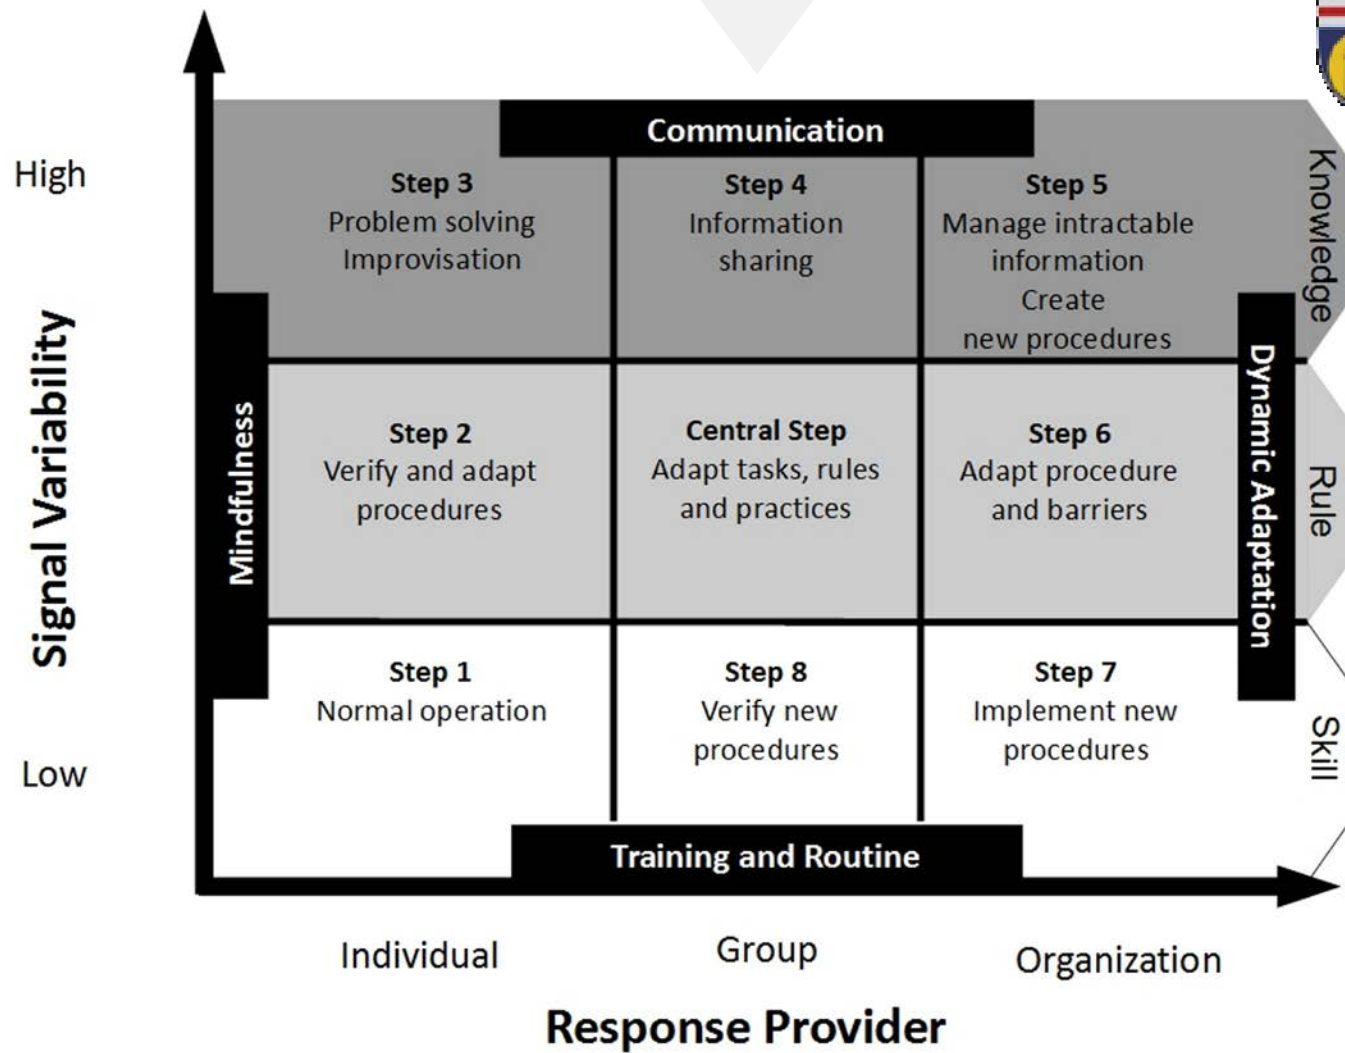 Communication
High
Knowledge
Step 3
Problem solving
Improvisation
Step 4
Information
sharing
Step 5
Manage intractable
information
Create
new procedures
Signal Variability
Mindfulness
Step 2
Verify and adapt
procedures
Central Step
Adapt tasks, rules
and practices
Step 6
Adapt procedure
and barriers
Dynamic Adaptation
Rule
Step 1
Normal operation
Step 8
Verify new
procedures
Step 7
Implement new
procedures
Skill
Low
Training and Routine
Individual
Group
Organization
Response Provider